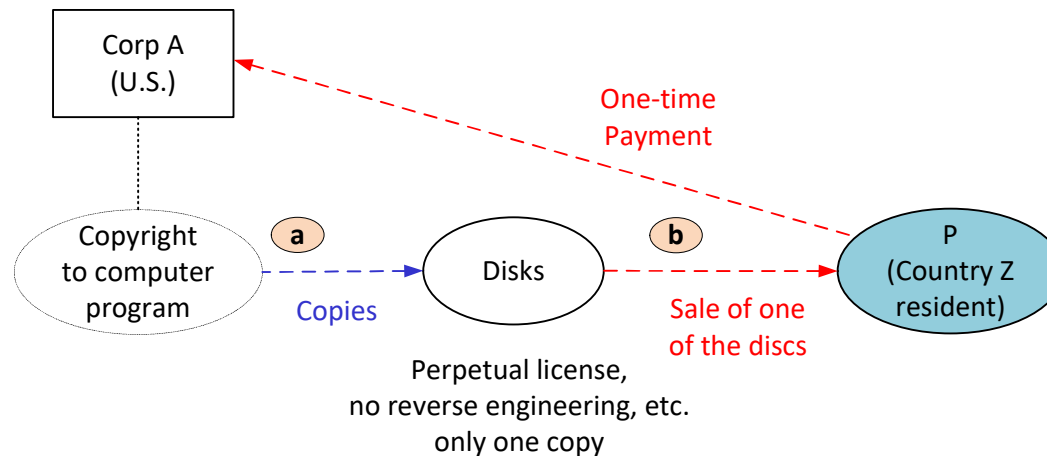 Corp A
(U.S.)
One-time
Payment
Copyright
to computer
program
a
Copies
Disks
b
Sale of one
of the discs
P
(Country Z
resident)
Perpetual license,
no reverse engineering, etc.
only one copy